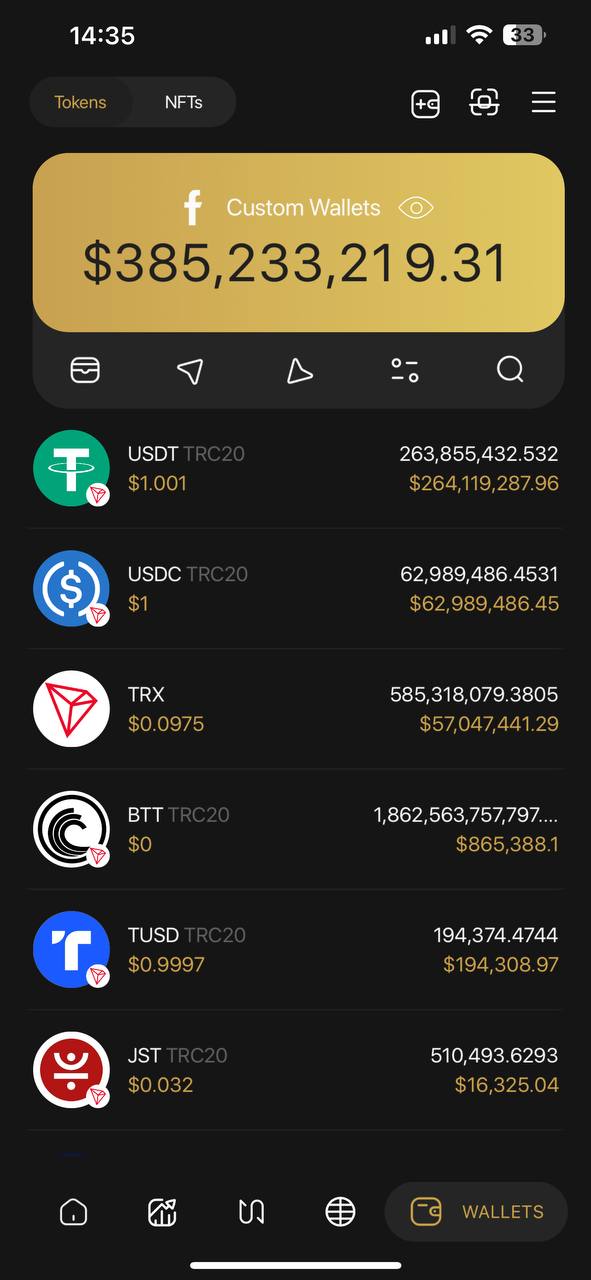 14:35
33
Tokens NFTs
f Custom Wallets
$385,233,219.31
USDT TRC20 263,855,432.532
$1.001 $264,119,287.96
USDC TRC20 62,989,486.4531
$1 $62,989,486.45
TRX 585,318,079.3805
$0.0975 $57,047,441.29
BTT TRC20 1,862,563,757,797....
$0 $865,388.1
TUSD TRC20 194,374.4744
$0.9997 $194,308.97
JST TRC20 510,493.6293
$0.032 $16,325.04
WALLETS